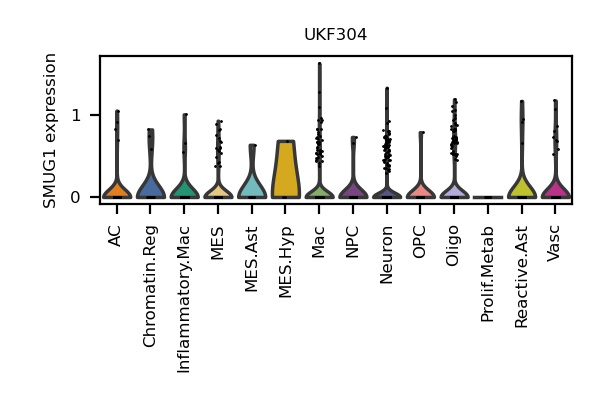 UKF304
SMUG1 expression
1
0
AC
Chromatin.Reg
Inflammatory.Mac
MES
MES.Ast
MES.Hyp
Mac
NPC
Neuron
OPC
Oligo
Prolif.Metab
Reactive.Ast
Vasc